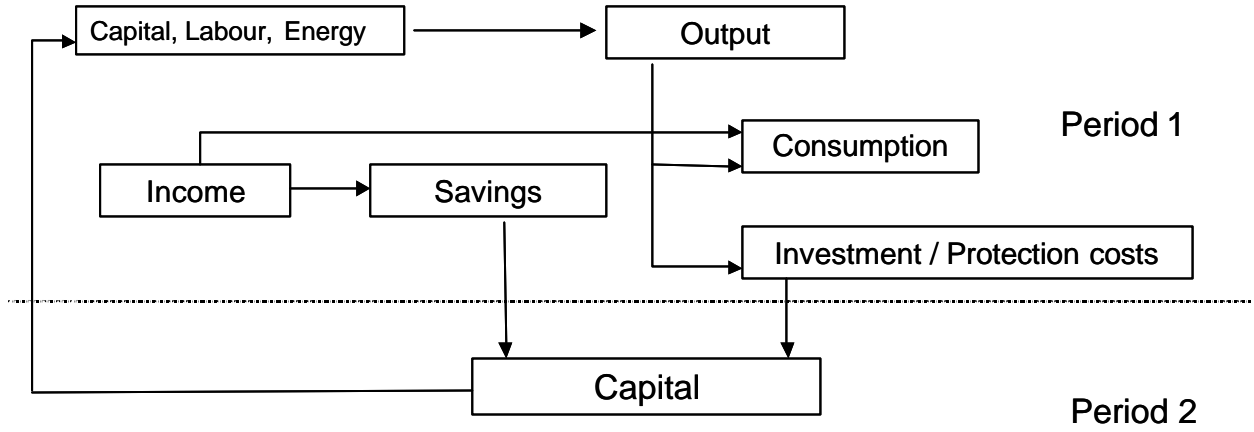 Capital, Labour, Energy
Output
Period 1
Consumption
Income
Savings
Investment / Protection costs
Capital
Period 2